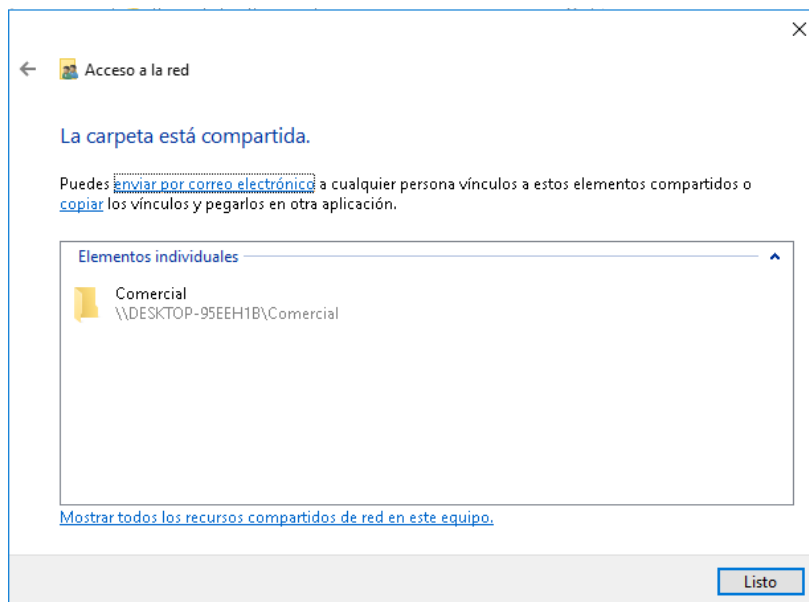 Acceso a la red
La carpeta está compartida.
Puedes enviar por correo electrónico a cualquier persona vínculos a estos elementos compartidos o
copiar los vínculos y pegarlos en otra aplicación.
Elementos individuales
Comercial
\\DESKTOP-95EEH1B\Comercial
Mostrar todos los recursos compartidos de red en este equipo.
Listo